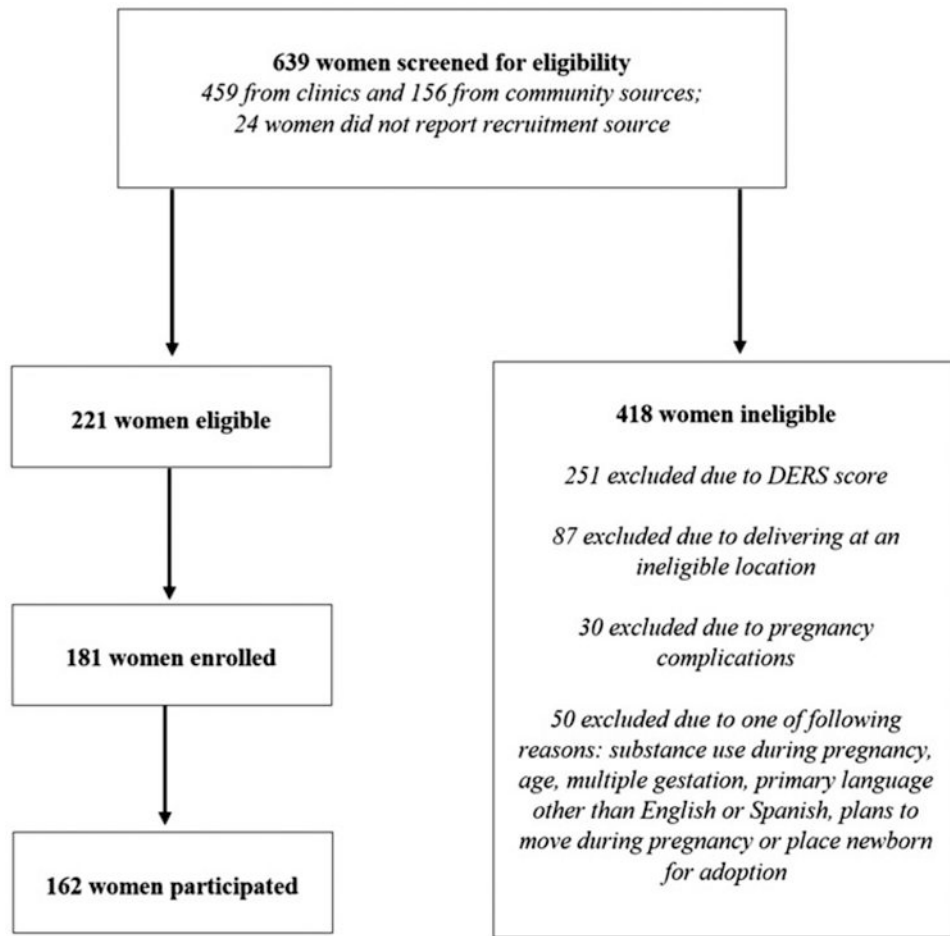 639 women screened for eligibility
459 from clinics and 156 from community sources;
24 women did not report recruitment source
221 women eligible
181 women enrolled
162 women participated
418 women ineligible
251 excluded due to DERS score
87 excluded due to delivering at an
ineligible location
30 excluded due to pregnancy
complications
50 excluded due to one of following
reasons: substance use during pregnancy,
age, multiple gestation, primary language
other than English or Spanish, plans to
move during pregnancy or place newborn
for adoption